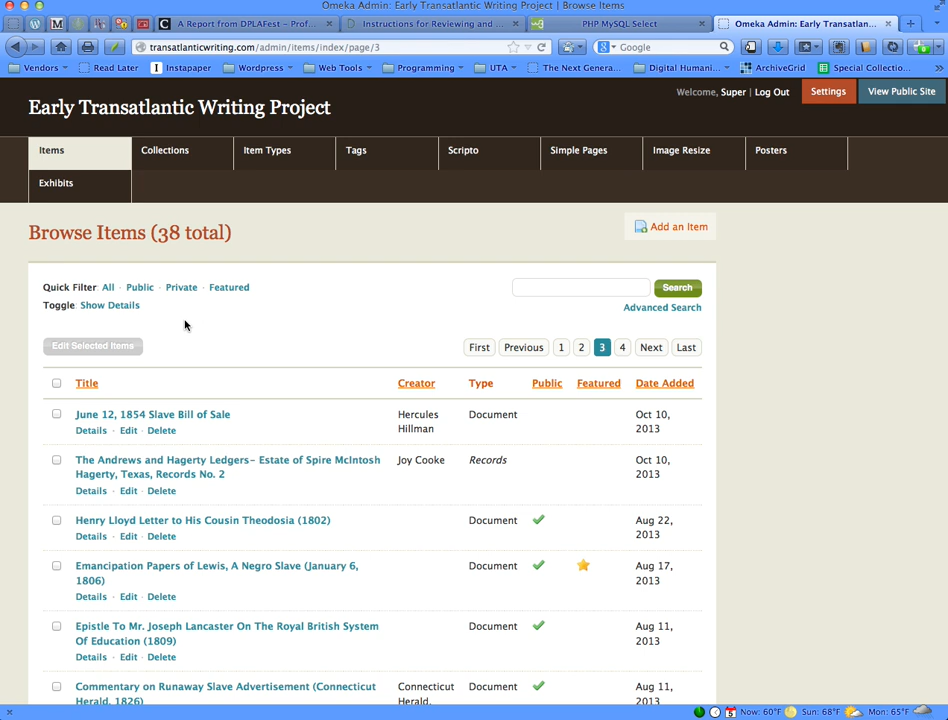 Omeka Admin: Early Transatlantic Writing Project | Browse Items
A Report from DPLAFest – Prof...
Instructions for Reviewing and ...
PHP MySQL Select
Omeka Admin: Early Transatlan...
transatlanticwriting.com/admin/items/index/page/3
Google
Vendors
Read Later
Instapaper
Wordpress
Web Tools
Programming
UTA
The Next Genera...
Digital Humani...
ArchiveGrid
Special Collectio...
Welcome, Super | Log Out
Settings
View Public Site
Early Transatlantic Writing Project
Items
Collections
Item Types
Tags
Scripto
Simple Pages
Image Resize
Posters
Exhibits
Browse Items (38 total)
Add an Item
Quick Filter All · Public · Private · Featured
Search
Toggle Show Details
Advanced Search
Edit Selected Items
First Previous 1 2 3 4 Next Last
Title Creator Type Public Featured Date Added
June 12, 1854 Slave Bill of Sale
Hercules Hillman
Document
Oct 10, 2013
Details · Edit · Delete
The Andrews and Hagerty Ledgers– Estate of Spire McIntosh
Hagerty, Texas, Records No. 2
Joy Cooke
Records
Oct 10, 2013
Details · Edit · Delete
Henry Lloyd Letter to His Cousin Theodosia (1802)
Document
Aug 22, 2013
Details · Edit · Delete
Emancipation Papers of Lewis, A Negro Slave (January 6,
1806)
Document
Aug 17, 2013
Details · Edit · Delete
Epistle To Mr. Joseph Lancaster On The Royal British System
Of Education (1809)
Document
Aug 11, 2013
Details · Edit · Delete
Commentary on Runaway Slave Advertisement (Connecticut
Herald, 1826)
Connecticut Herald,
Document
Aug 11, 2013
Now: 60°F
Sun: 68°F
Mon: 65°F